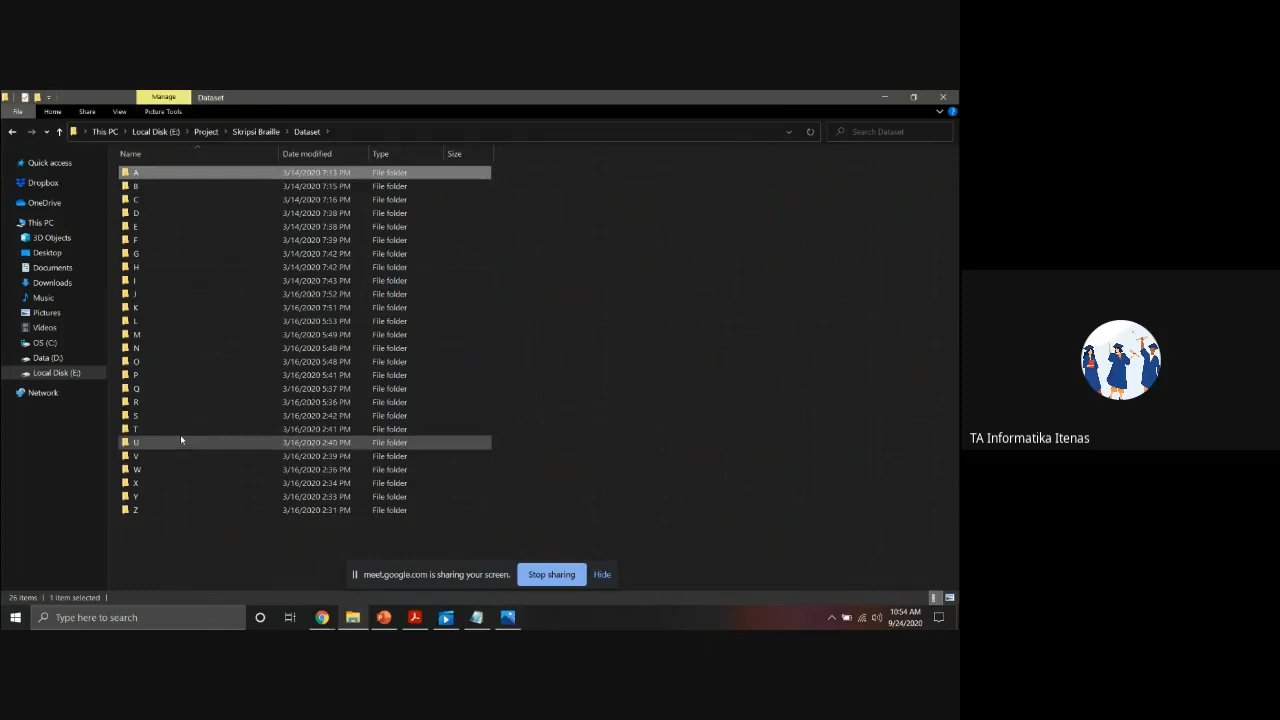 Manage
Dataset
File
Home
Share
View
Picture Tools
This PC
Local Disk (E:)
Project
Skripsi Braille
Dataset
Search Dataset
Name
Date modified
Type
Size
Quick access
Dropbox
OneDrive
This PC
3D Objects
Desktop
Documents
Downloads
Music
Pictures
Videos
OS (C:)
Data (D:)
Local Disk (E:)
Network
A 3/14/2020 7:13 PM File folder
B 3/14/2020 7:15 PM File folder
C 3/14/2020 7:16 PM File folder
D 3/14/2020 7:38 PM File folder
E 3/14/2020 7:38 PM File folder
F 3/14/2020 7:39 PM File folder
G 3/14/2020 7:42 PM File folder
H 3/14/2020 7:42 PM File folder
I 3/14/2020 7:43 PM File folder
J 3/16/2020 7:52 PM File folder
K 3/16/2020 7:51 PM File folder
L 3/16/2020 5:53 PM File folder
M 3/16/2020 5:49 PM File folder
N 3/16/2020 5:48 PM File folder
O 3/16/2020 5:48 PM File folder
P 3/16/2020 5:41 PM File folder
Q 3/16/2020 5:37 PM File folder
R 3/16/2020 5:36 PM File folder
S 3/16/2020 2:42 PM File folder
T 3/16/2020 2:41 PM File folder
U 3/16/2020 2:40 PM File folder
V 3/16/2020 2:39 PM File folder
W 3/16/2020 2:36 PM File folder
X 3/16/2020 2:34 PM File folder
Y 3/16/2020 2:33 PM File folder
Z 3/16/2020 2:31 PM File folder
meet.google.com is sharing your screen.
Stop sharing
Hide
26 items
1 item selected
Type here to search
10:54 AM
9/24/2020
TA Informatika Itenas